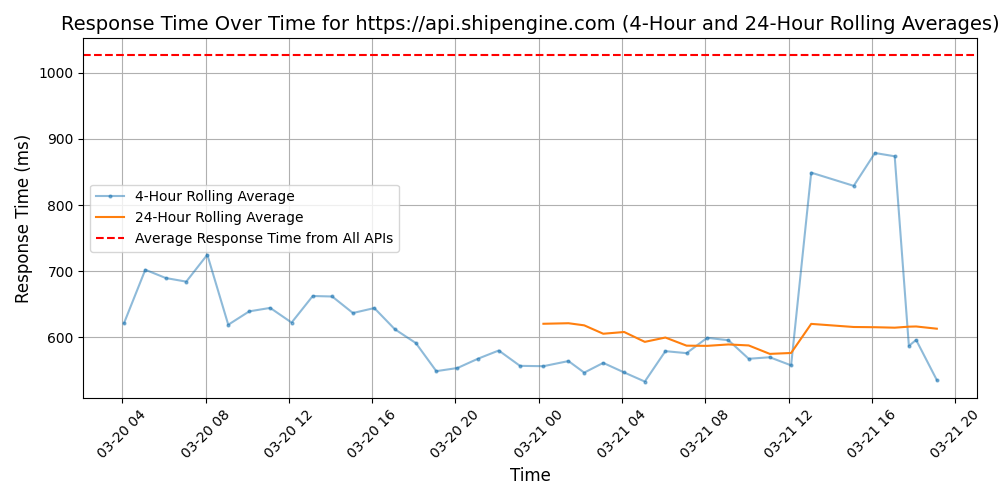 Response Time Over Time for https://api.shipengine.com (4-Hour and 24-Hour Rolling Averages)
Response Time (ms)
1000
900
800
700
600
4-Hour Rolling Average
24-Hour Rolling Average
Average Response Time from All APIs
03-20 04
03-20 08
03-20 12
03-20 16
03-20 20
03-21 00
03-21 04
03-21 08
03-21 12
03-21 16
03-21 20
Time